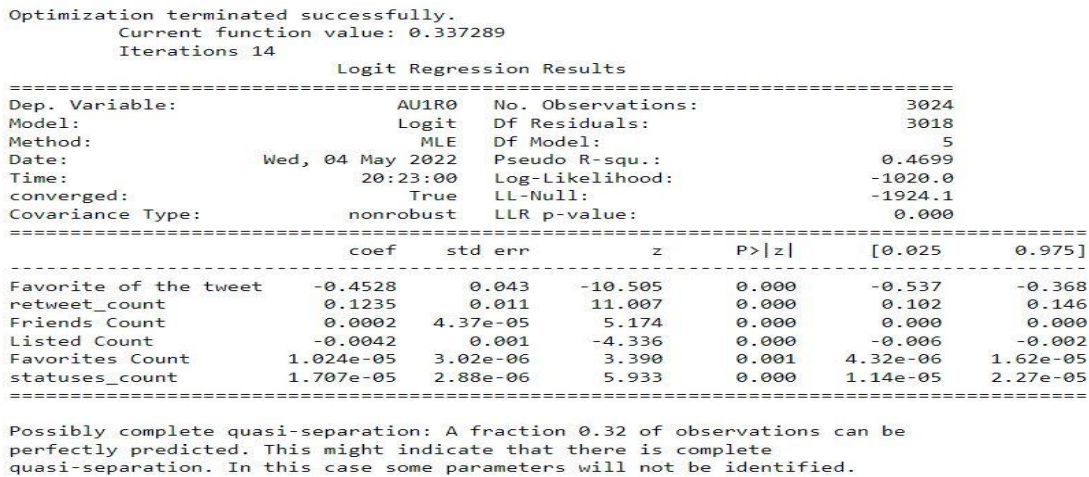 Optimization terminated successfully.
Current function value: 0.337289
Iterations 14
Logit Regression Results
==============================================================================
Dep. Variable: AU1R0 No. Observations: 3024
Model: Logit Df Residuals: 3018
Method: MLE Df Model: 5
Date: Wed, 04 May 2022 Pseudo R-squ.: 0.4699
Time: 20:23:00 Log-Likelihood: -1020.0
converged: True LL-Null: -1924.1
Covariance Type: nonrobust LLR p-value: 0.000
=========================================================================================
coef std err z P>|z| [0.025 0.975]
-----------------------------------------------------------------------------------------
Favorite of the tweet -0.4528 0.043 -10.505 0.000 -0.537 -0.368
retweet_count 0.1235 0.011 11.007 0.000 0.102 0.146
Friends Count 0.0002 4.37e-05 5.174 0.000 0.000 0.000
Listed Count -0.0042 0.001 -4.336 0.000 -0.006 -0.002
Favorites Count 1.024e-05 3.02e-06 3.390 0.001 4.32e-06 1.62e-05
statuses_count 1.707e-05 2.88e-06 5.933 0.000 1.14e-05 2.27e-05
=========================================================================================
Possibly complete quasi-separation: A fraction 0.32 of observations can be
perfectly predicted. This might indicate that there is complete
quasi-separation. In this case some parameters will not be identified.